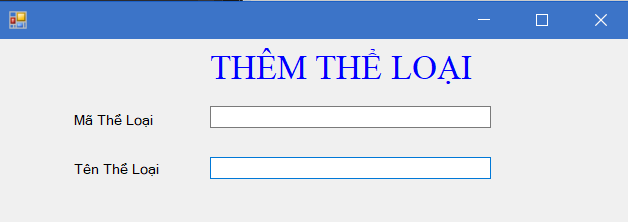 THÊM THỂ LOẠI
Mã Thể Loại
Tên Thể Loại